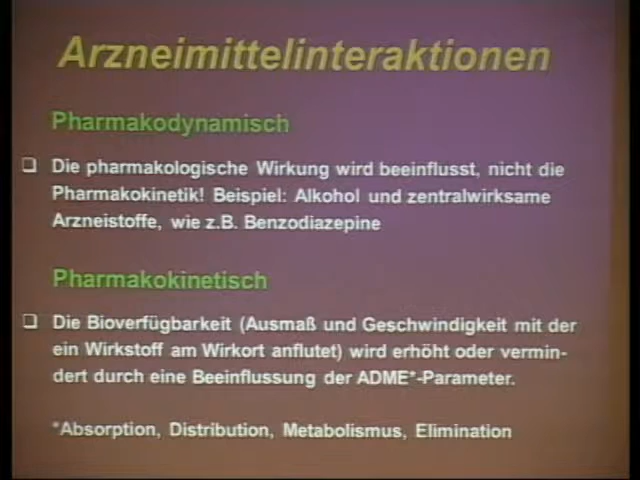 Arzneimittelinteraktionen
Pharmakodynamisch
❑ Die pharmakologische Wirkung wird beeinflusst, nicht die
Pharmakokinetik! Beispiel: Alkohol und zentralwirksame
Arzneistoffe, wie z.B. Benzodiazepine
Pharmakokinetisch
❑ Die Bioverfügbarkeit (Ausmaß und Geschwindigkeit mit der
ein Wirkstoff am Wirkort anflutet) wird erhöht oder vermin-
dert durch eine Beeinflussung der ADME*-Parameter.
*Absorption, Distribution, Metabolismus, Elimination